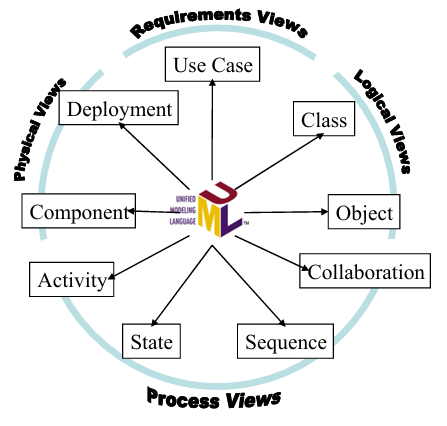 Requirements Views
Use Case
Physical Views
Deployment
Logical Views
Class
UNIFIED
MODELING
LANGUAGE
UML™
Component
Object
Activity
Collaboration
State
Sequence
Process Views